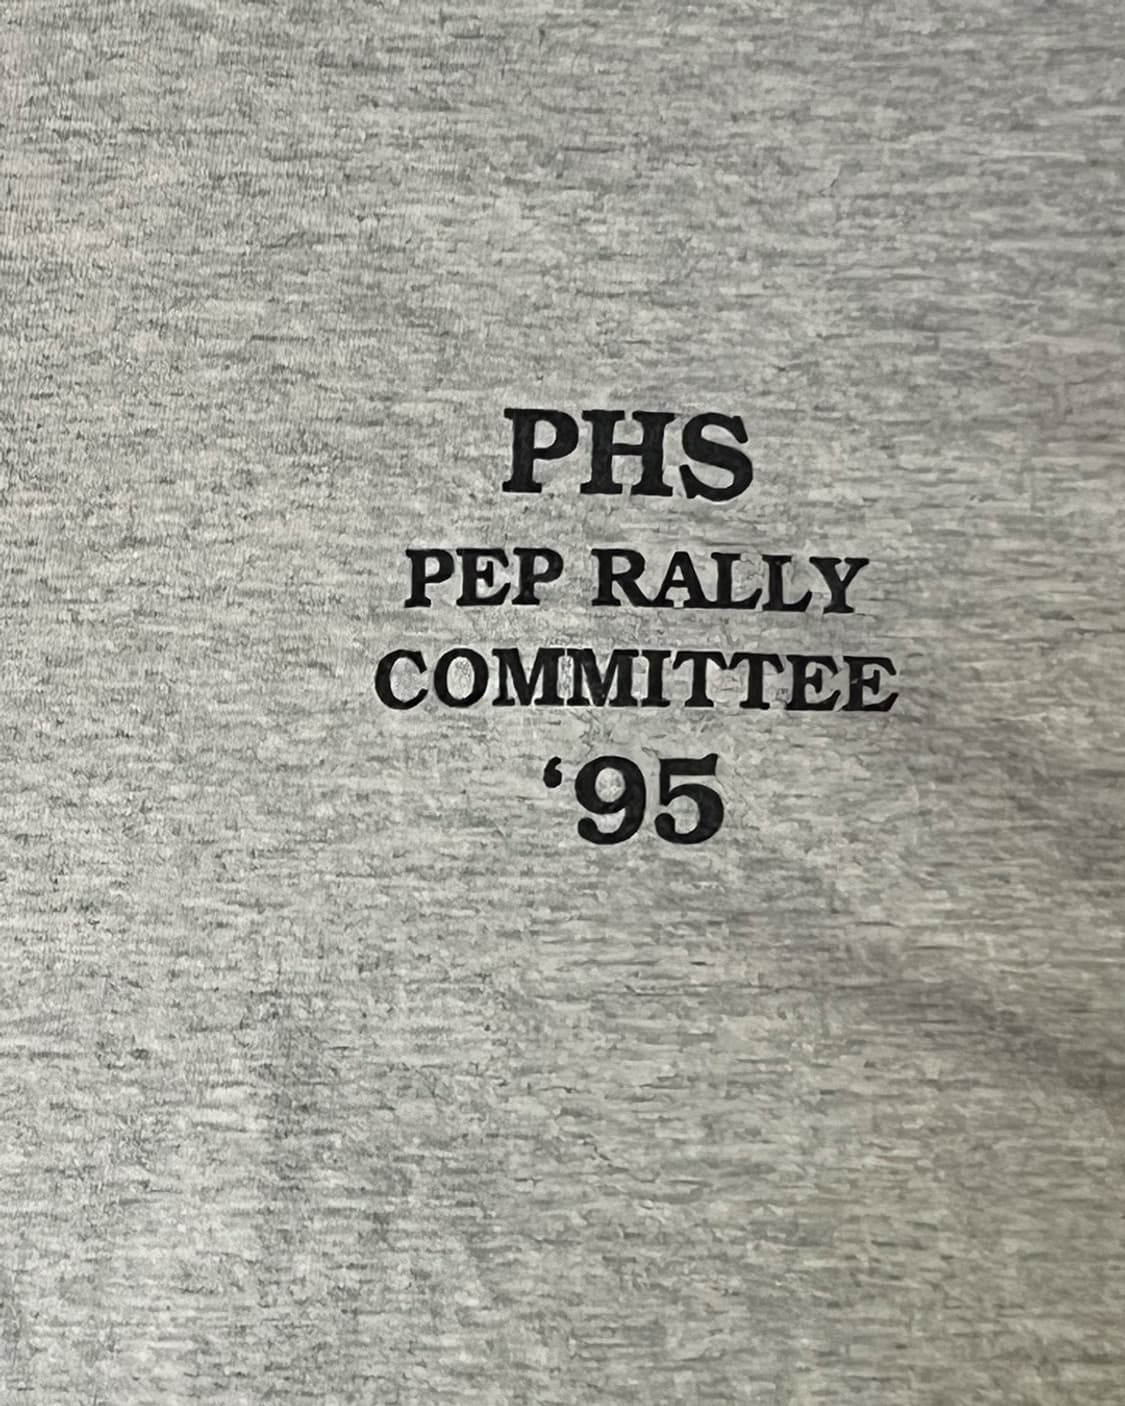 PHS
PEP RALLY
COMMITTEE
‘95